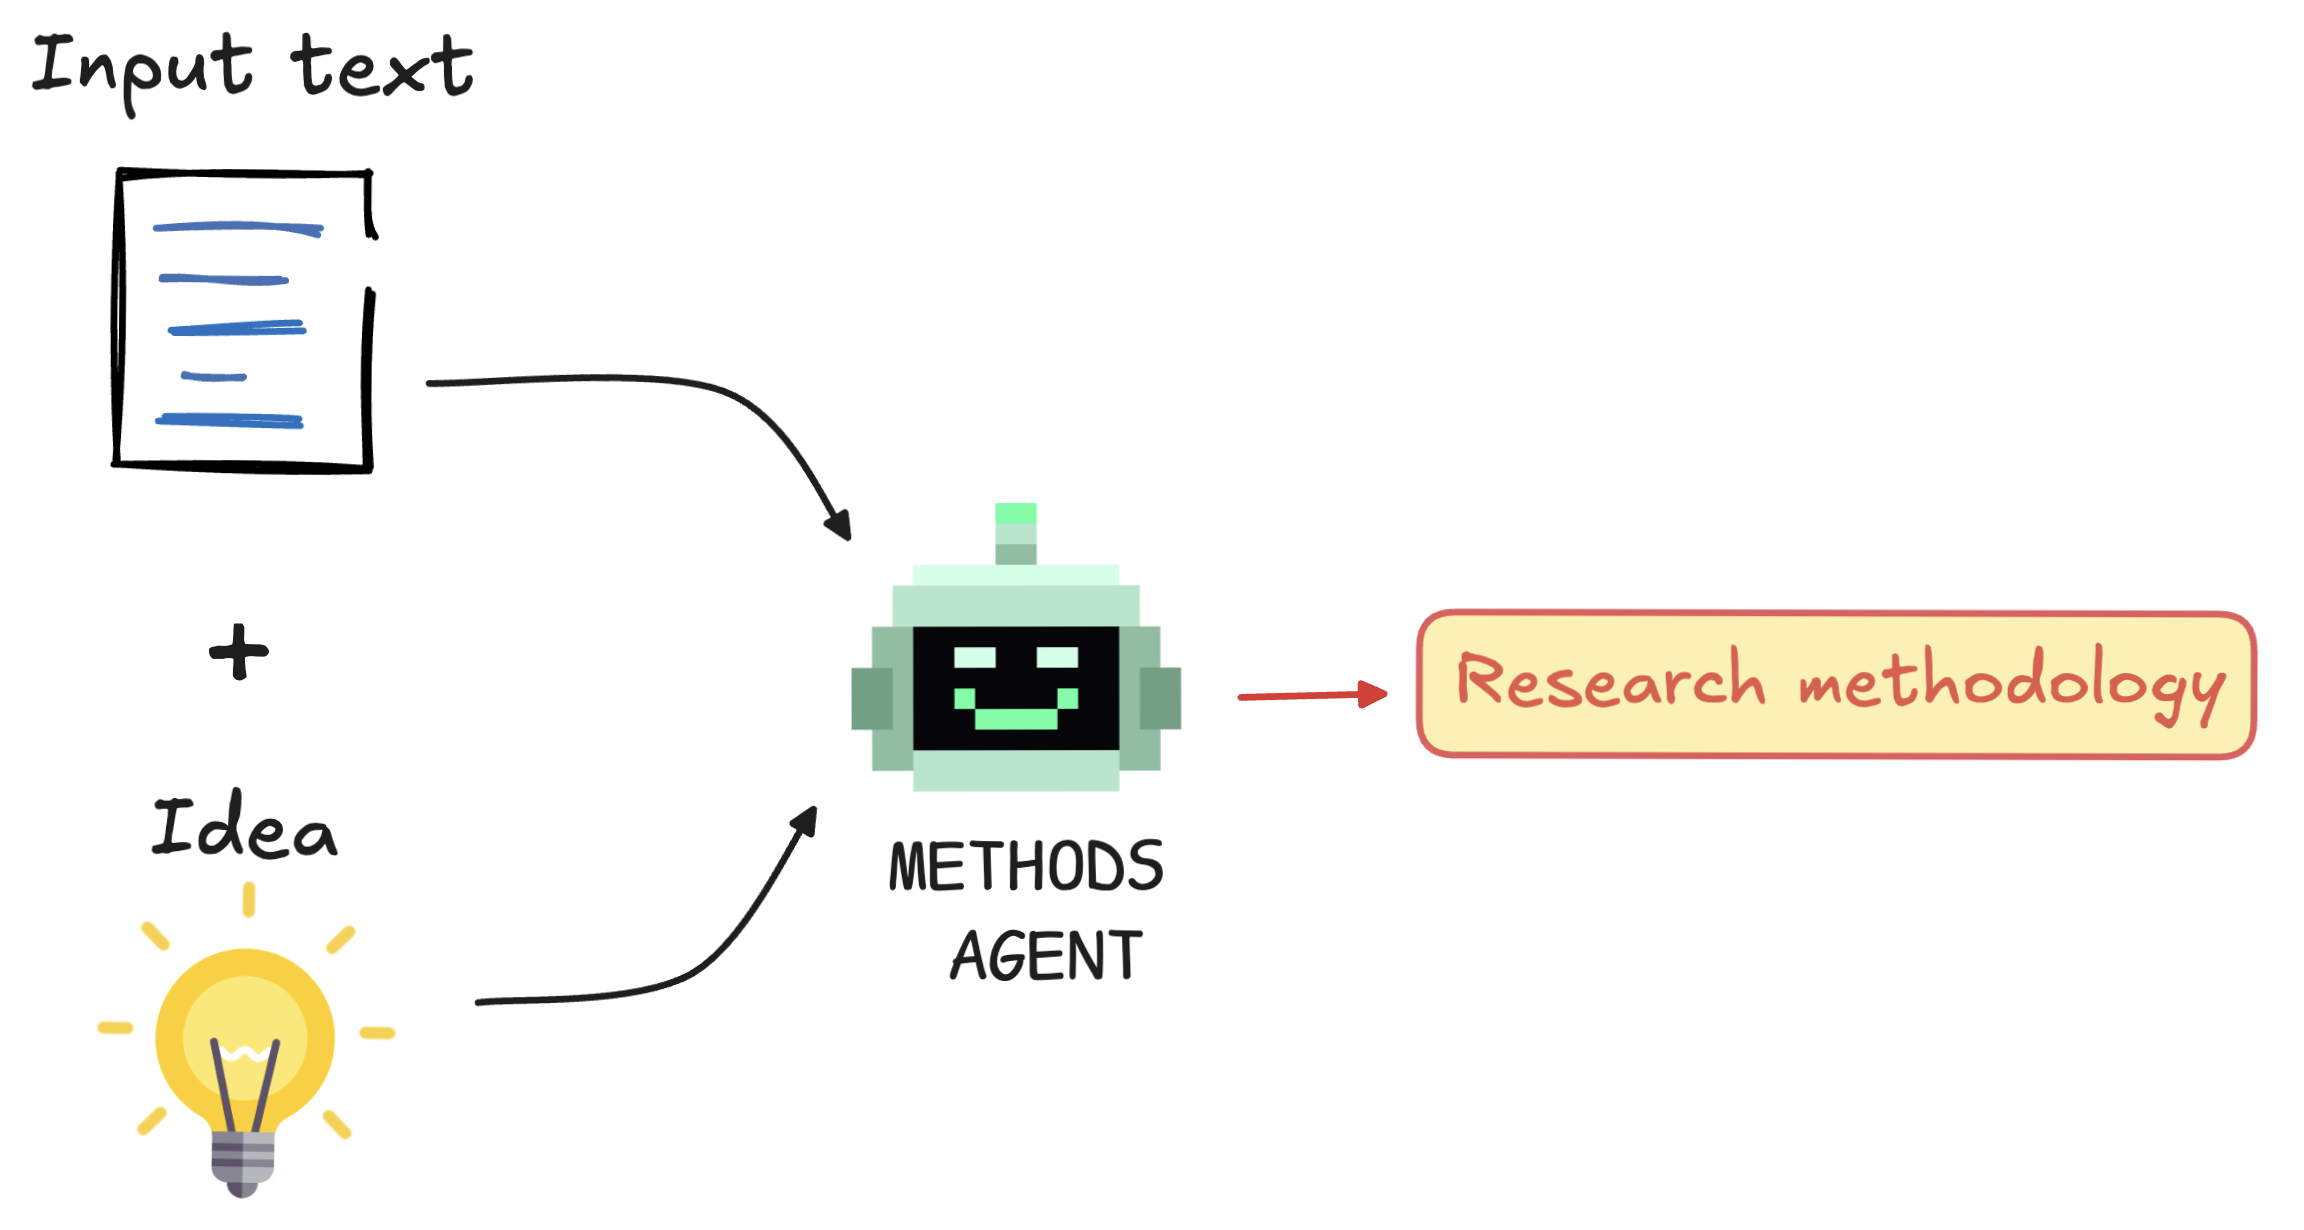 Input text
+
Idea
METHODS
AGENT
Research methodology